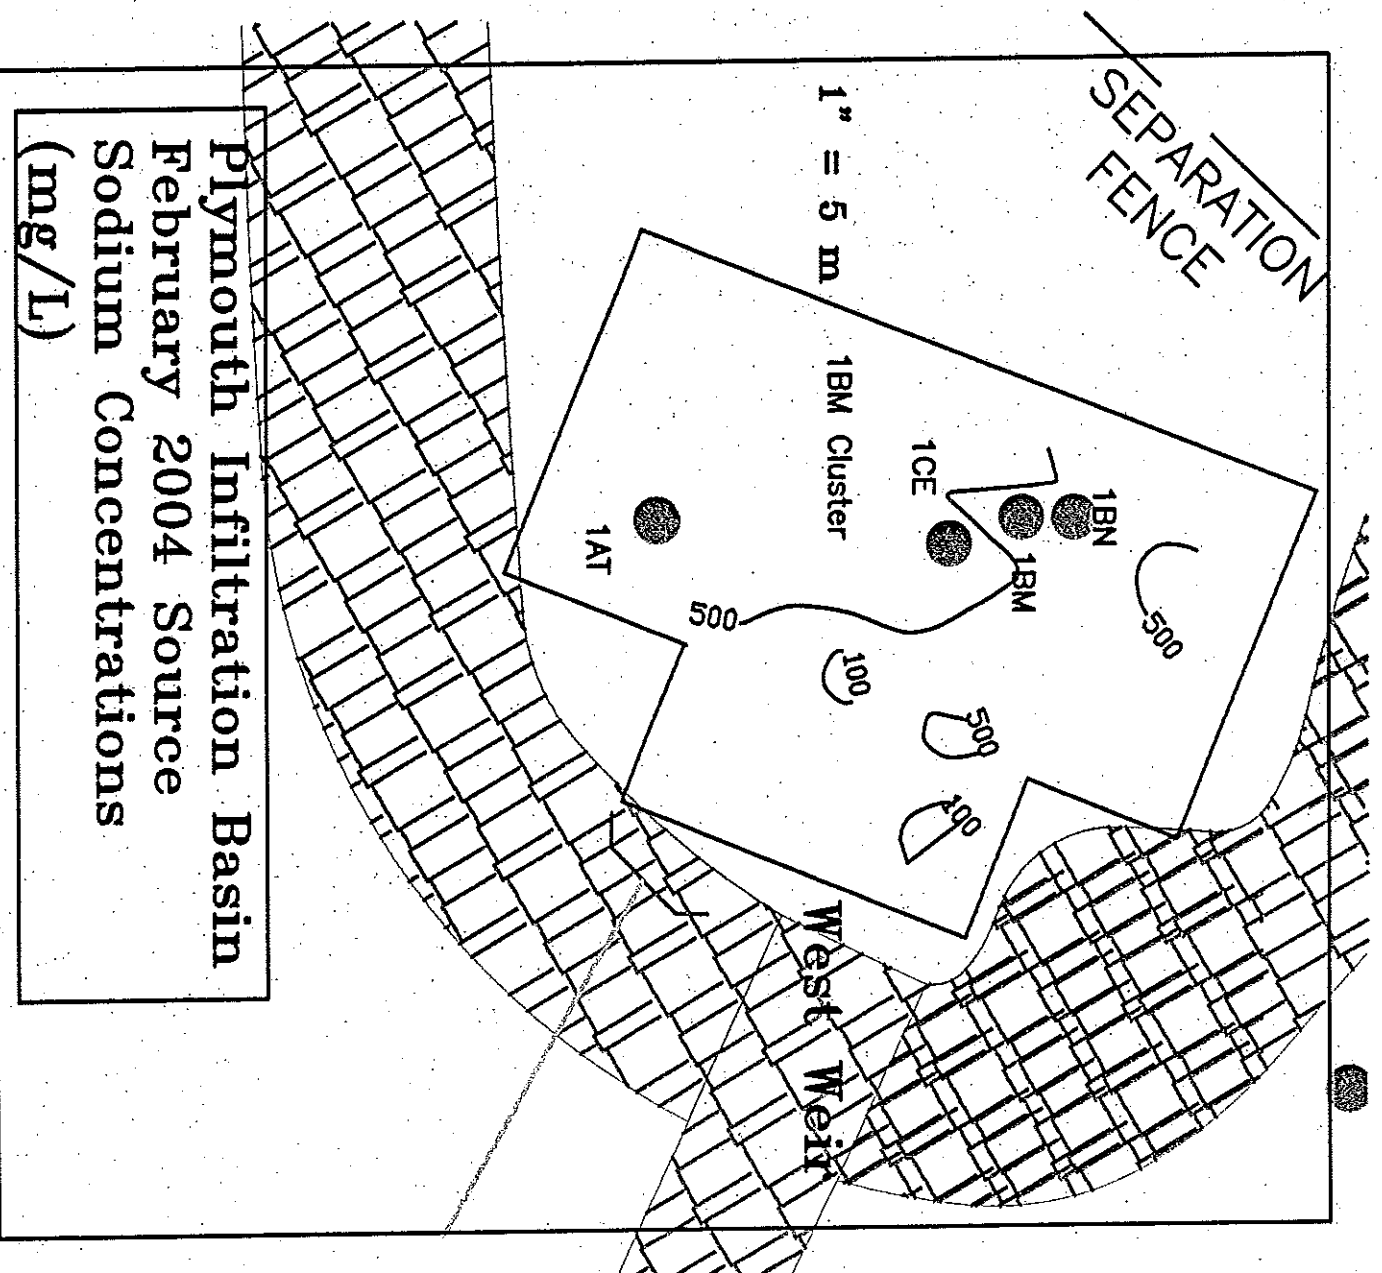 SEPARATION
FENCE
1" = 5 m
1BM Cluster
1CE
1BN
1BM
1AT
500
500
100
500
100
West Weir
Plymouth Infiltration Basin
February 2004 Source
Sodium Concentrations
(mg/L)